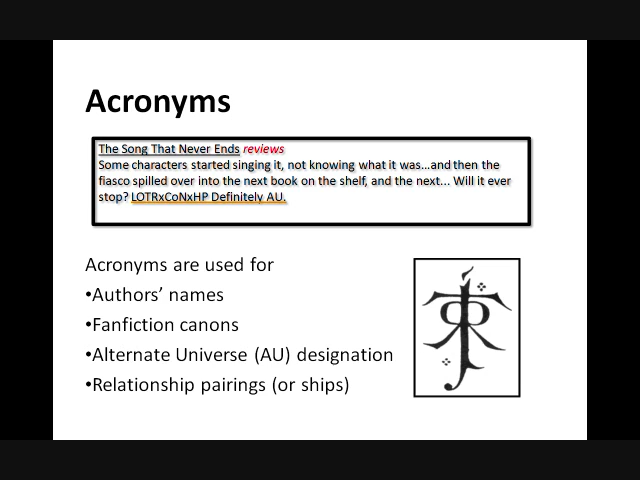 Acronyms
The Song That Never Ends reviews
Some characters started singing it, not knowing what it was...and then the
fiasco spilled over into the next book on the shelf, and the next... Will it ever
stop? LOTRxCoNxHP Definitely AU.
Acronyms are used for
•Authors’ names
•Fanfiction canons
•Alternate Universe (AU) designation
•Relationship pairings (or ships)